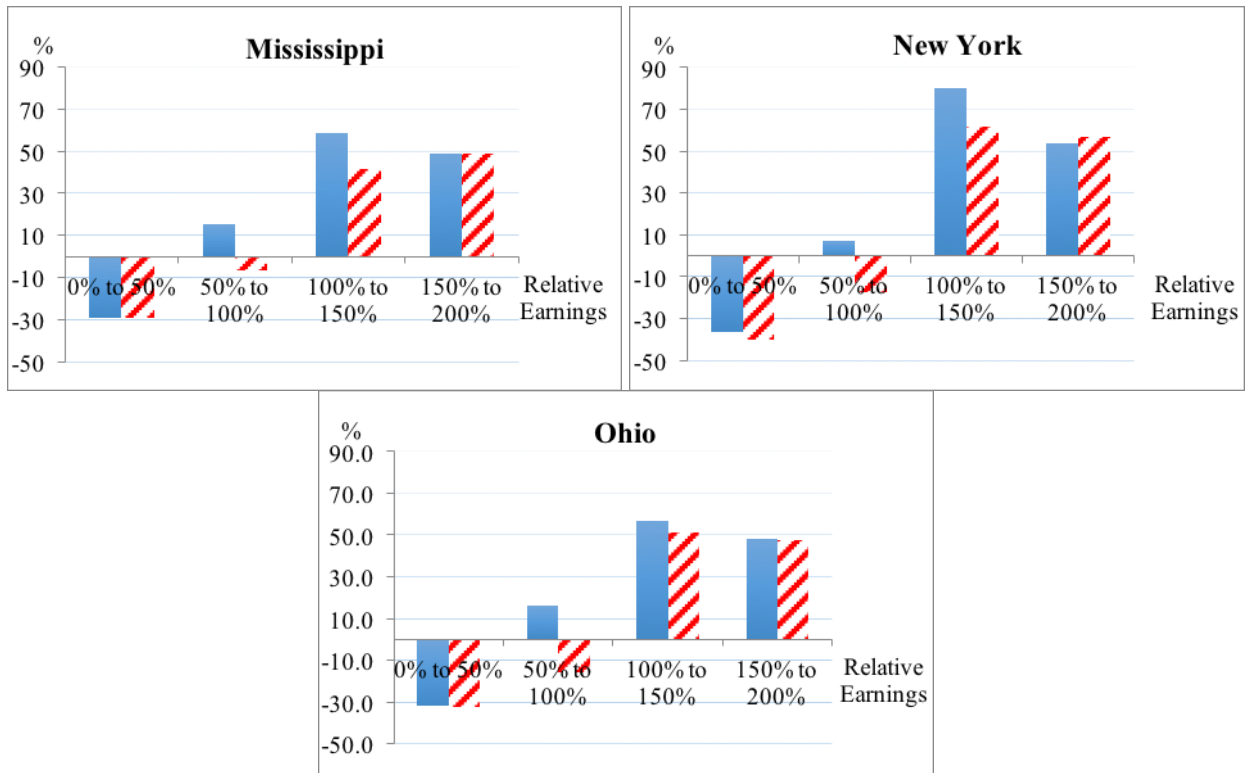 Mississippi
%
90
70
50
30
10
-10
-30
-50
0% to 50%
50% to
100%
100% to
150%
150% to
200%
Relative
Earnings
New York
%
90
70
50
30
10
-10
-30
-50
0% to 50%
50% to
100%
100% to
150%
150% to
200%
Relative
Earnings
Ohio
%
90.0
70.0
50.0
30.0
10.0
-10.0
-30.0
-50.0
0% to 50%
50% to
100%
100% to
150%
150% to
200%
Relative
Earnings